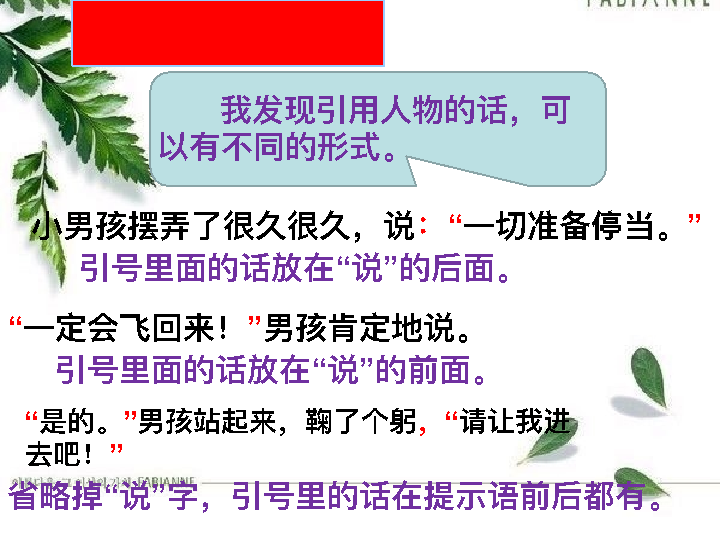 FABIANNE
我发现引用人物的话，可
以有不同的形式。
小男孩摆弄了很久很久，说：“一切准备停当。”
引号里面的话放在“说”的后面。
“一定会飞回来！”男孩肯定地说。
引号里面的话放在“说”的前面。
“是的。”男孩站起来，鞠了个躬，“请让我进
去吧！”
FABIANNE
省略掉“说”字，引号里的话在提示语前后都有。